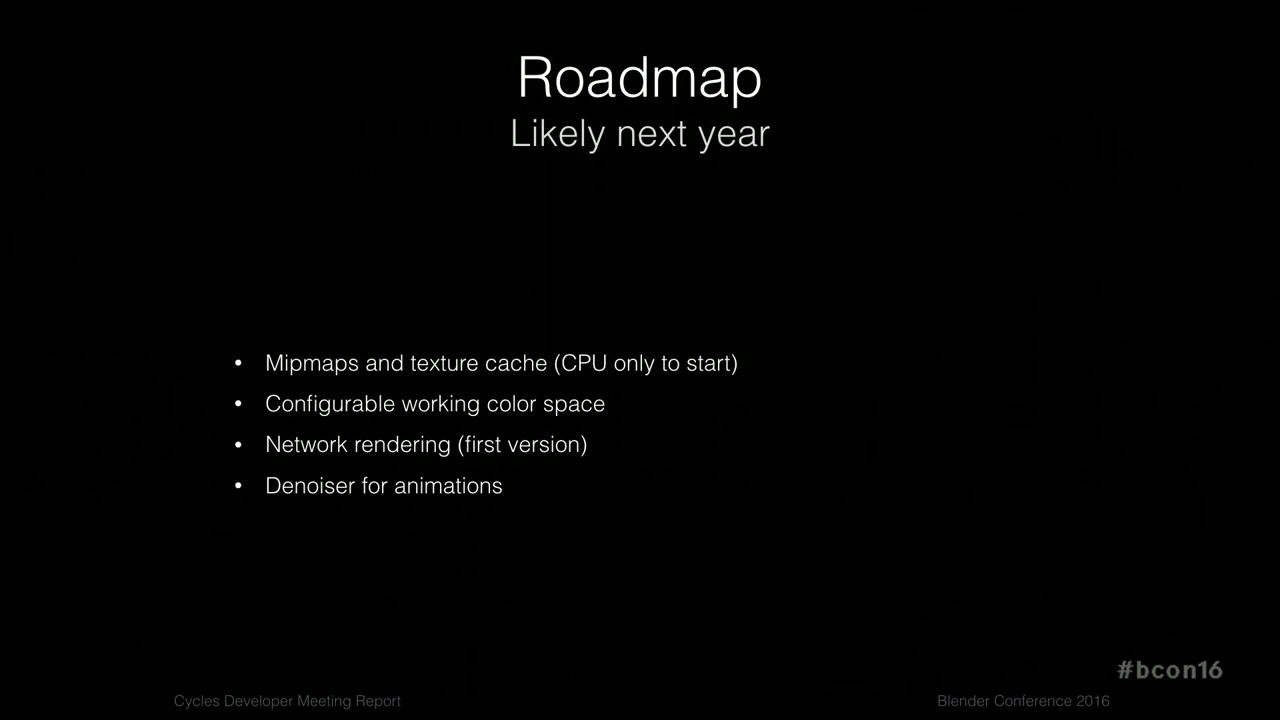 Roadmap
Likely next year
• Mipmaps and texture cache (CPU only to start)
• Configurable working color space
• Network rendering (first version)
• Denoiser for animations
#bcon16
Cycles Developer Meeting Report
Blender Conference 2016